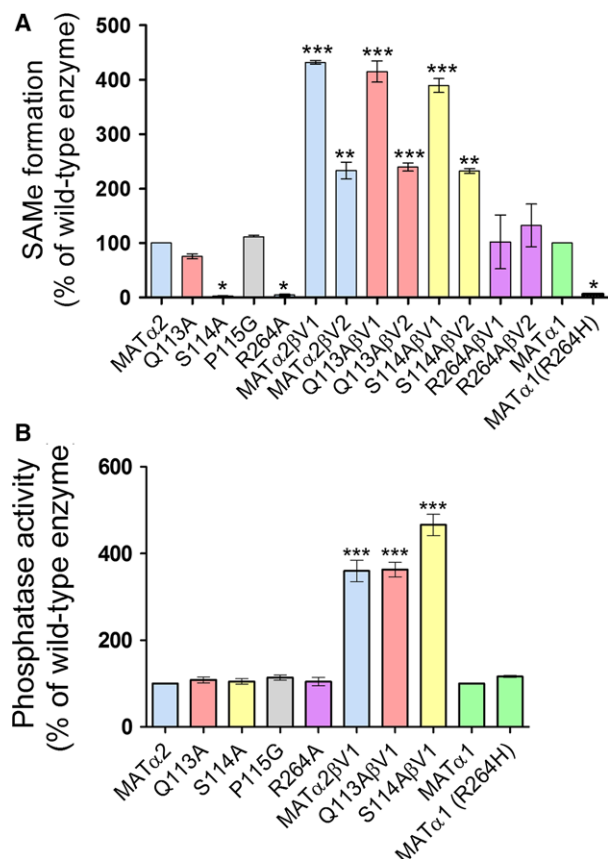 A
SAMe formation
(% of wild-type enzyme)
500
400
300
200
100
0
*
*
***
**
***
***
***
**
*
MATα2
Q113A
S114A
P115G
R264A
MATα2βV1
MATα2βV2
Q113AβV1
Q113AβV2
S114AβV1
S114AβV2
R264AβV1
R264AβV2
MATα1
MATα1(R264H)
B
Phosphatase activity
(% of wild-type enzyme)
600
400
200
0
***
***
***
MATα2
Q113A
S114A
P115G
R264A
MATα2βV1
Q113AβV1
S114AβV1
MATα1
MATα1 (R264H)